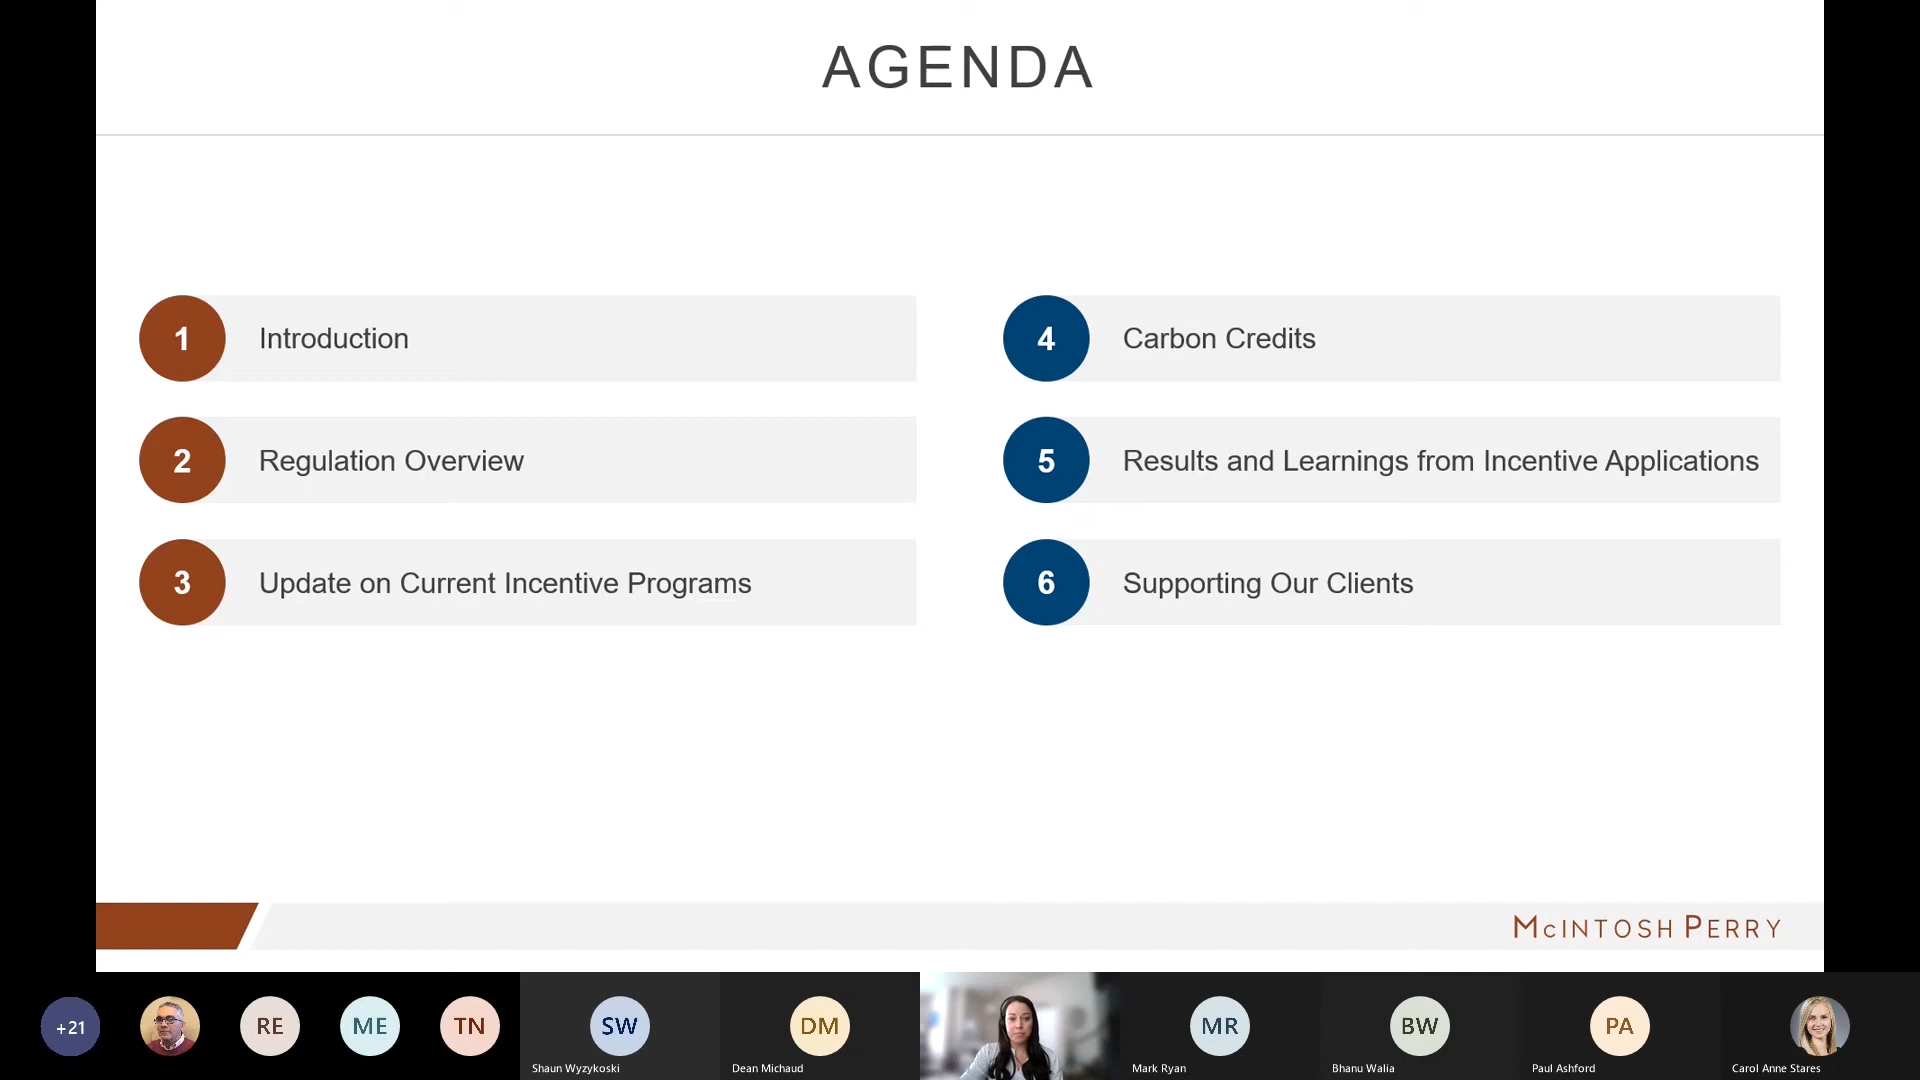 AGENDA
1 Introduction
2 Regulation Overview
3 Update on Current Incentive Programs
4 Carbon Credits
5 Results and Learnings from Incentive Applications
6 Supporting Our Clients
McINTOSH PERRY
+21
RE
ME
TN
SW
DM
MR
BW
PA
Shaun Wyzykoski
Dean Michaud
Mark Ryan
Bhanu Walia
Paul Ashford
Carol Anne Stares